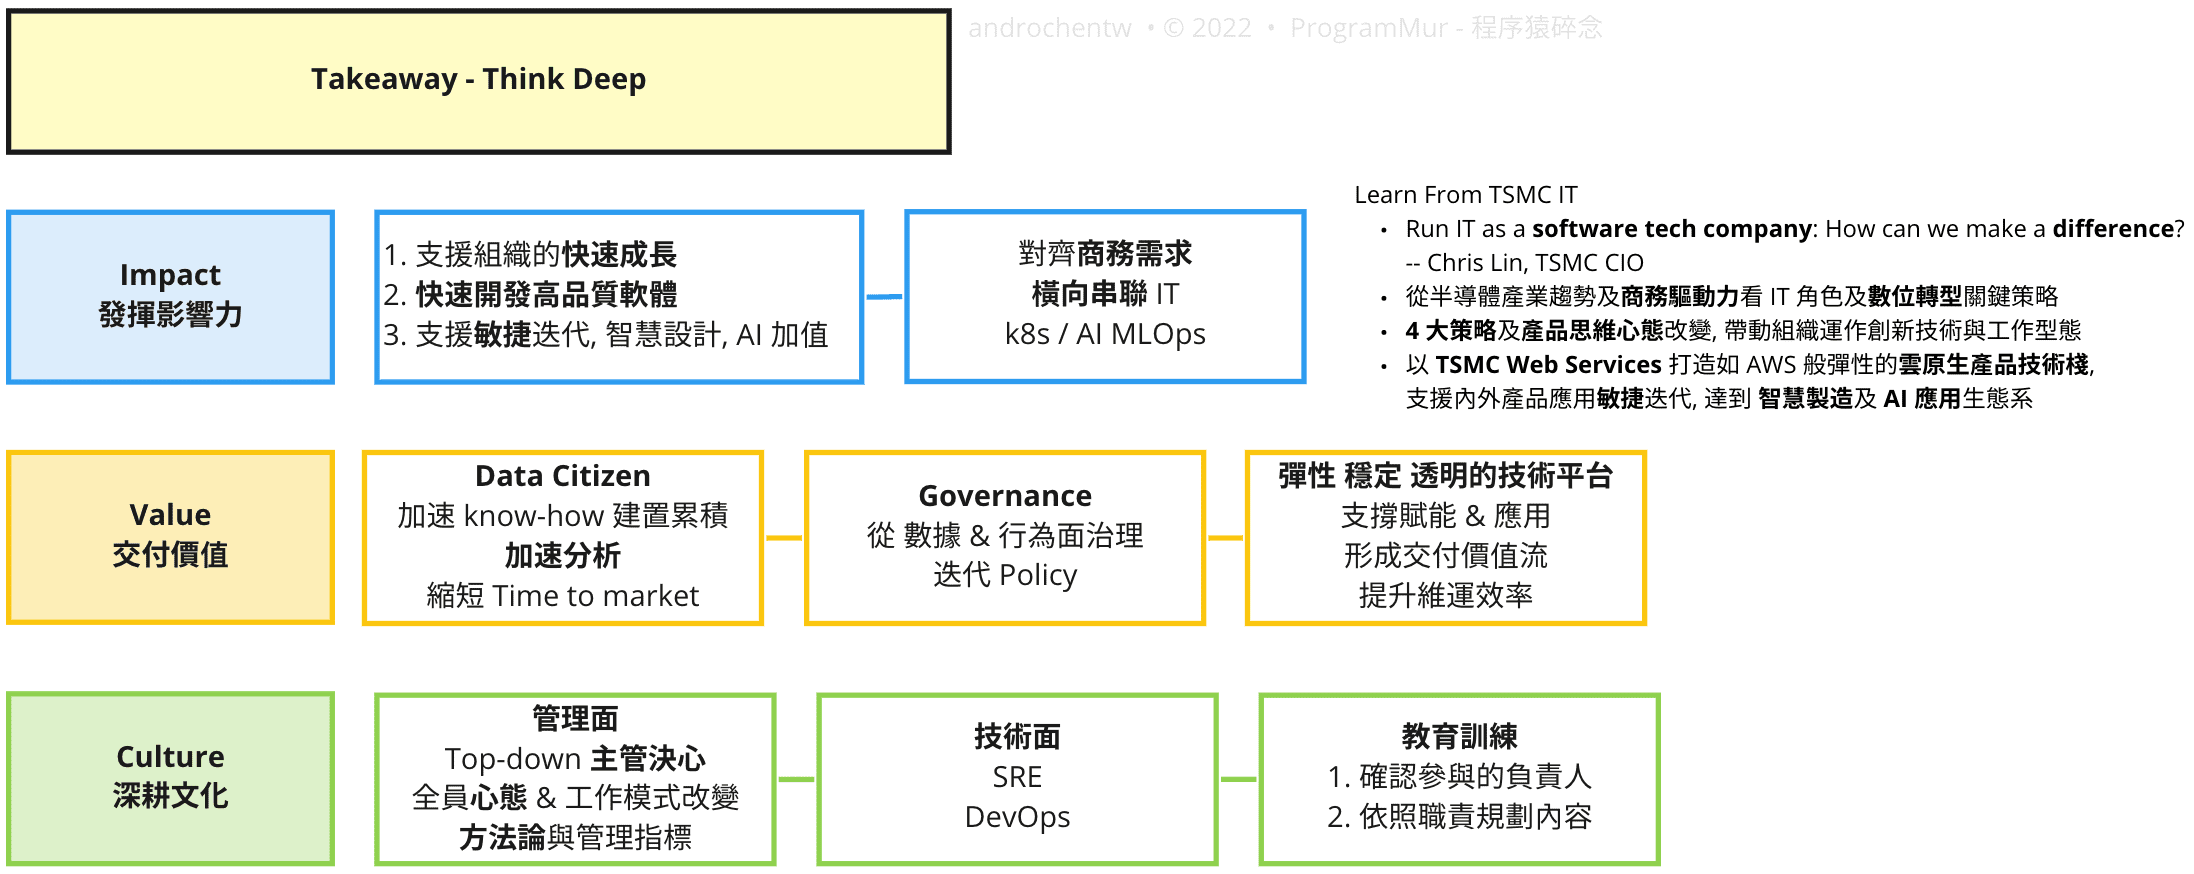 androchentw • © 2022 • ProgramMur - 程序猿碎念
Takeaway - Think Deep
Learn From TSMC IT
• Run IT as a software tech company: How can we make a difference?
-- Chris Lin, TSMC CIO
• 從半導體產業趨勢及商務驅動力看 IT 角色及數位轉型關鍵策略
• 4 大策略及產品思維心態改變, 帶動組織運作創新技術與工作型態
• 以 TSMC Web Services 打造如 AWS 般彈性的雲原生產品技術棧,
支援內外產品應用敏捷迭代, 達到 智慧製造及 AI 應用生態系
Impact
發揮影響力
1. 支援組織的快速成長
2. 快速開發高品質軟體
3. 支援敏捷迭代, 智慧設計, AI 加值
對齊商務需求
橫向串聯 IT
k8s / AI MLOps
Value
交付價值
Data Citizen
加速 know-how 建置累積
加速分析
縮短 Time to market
Governance
從 數據 & 行為面治理
迭代 Policy
彈性 穩定 透明的技術平台
支撐賦能 & 應用
形成交付價值流
提升維運效率
Culture
深耕文化
管理面
Top-down 主管決心
全員心態 & 工作模式改變
方法論與管理指標
技術面
SRE
DevOps
教育訓練
1. 確認參與的負責人
2. 依照職責規劃內容